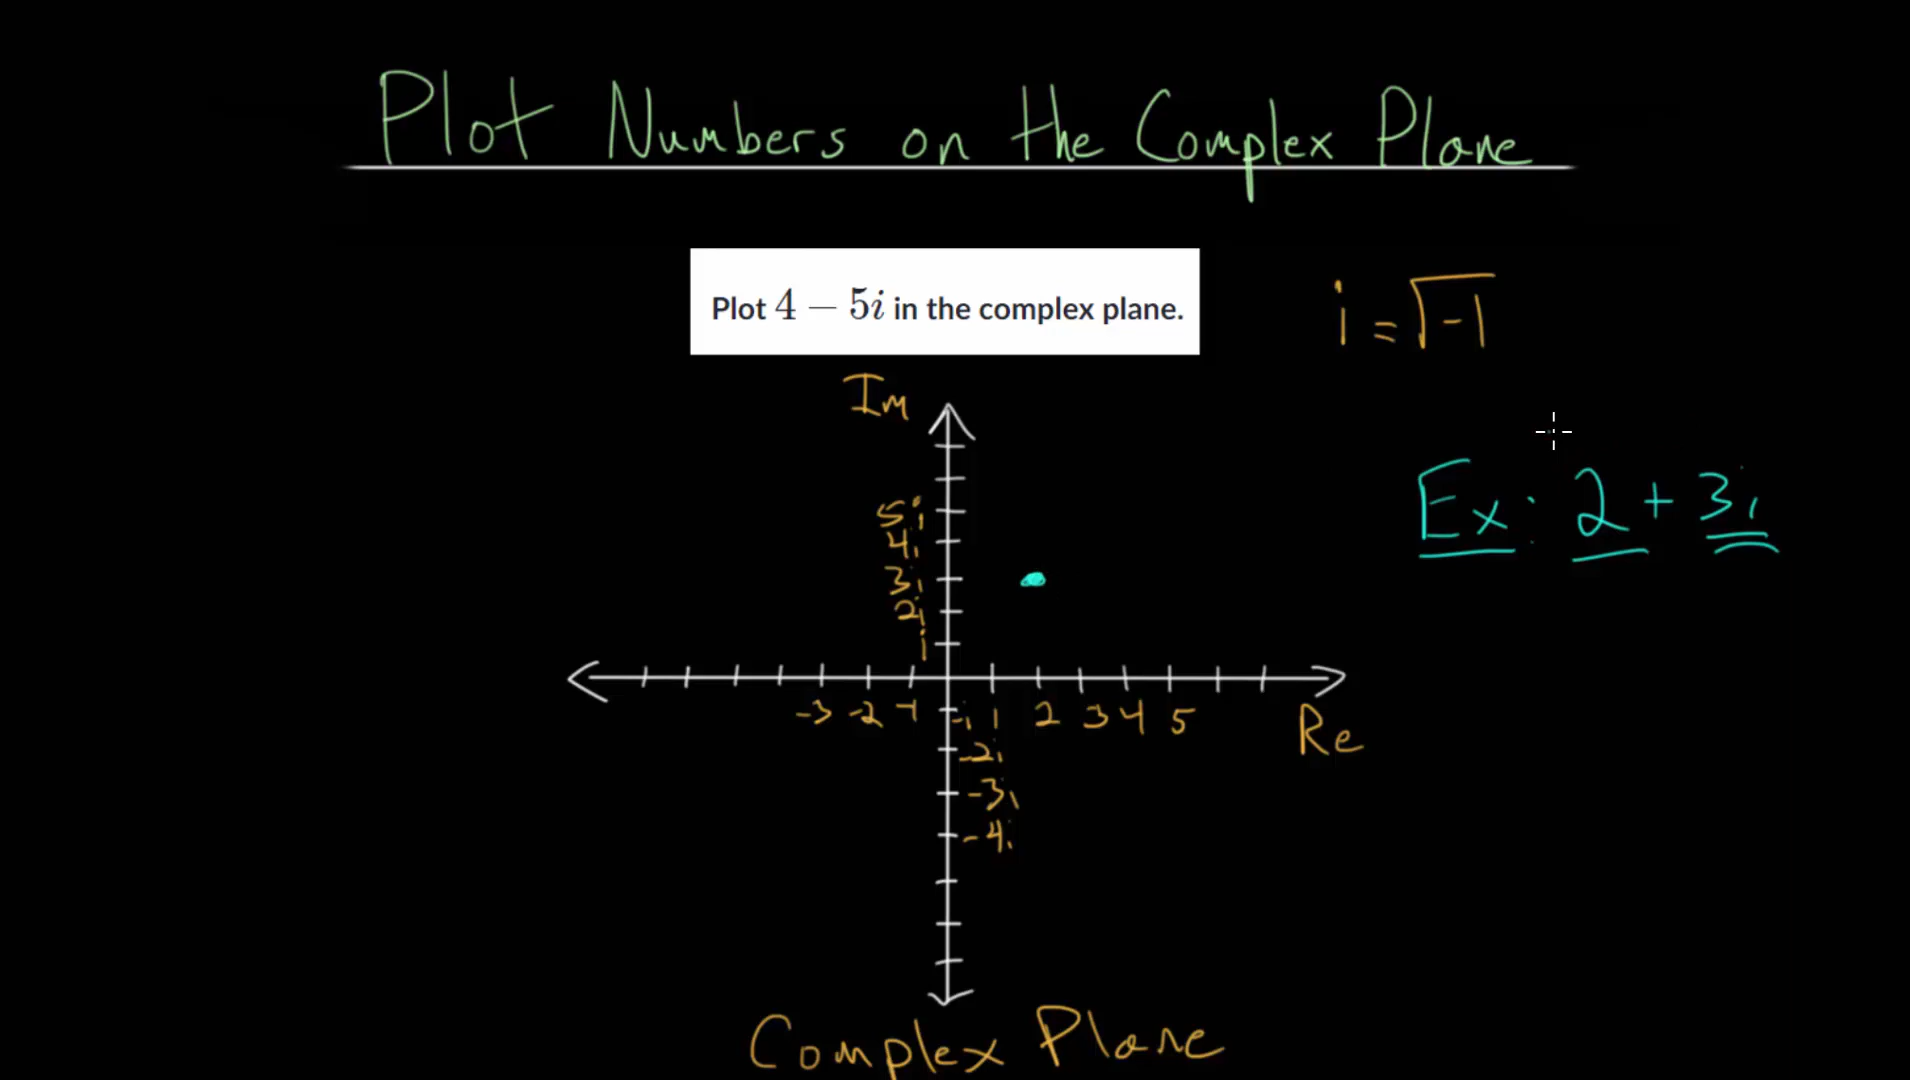 Plot Numbers on the Complex Plane
Plot 4 − 5i in the complex plane.
i = √-1
Im
Ex: 2 + 3i
5i
4i
3i
2i
i
-3 -2 -1 -i 1 2 3 4 5
Re
-2i
-3i
-4i
Complex Plane